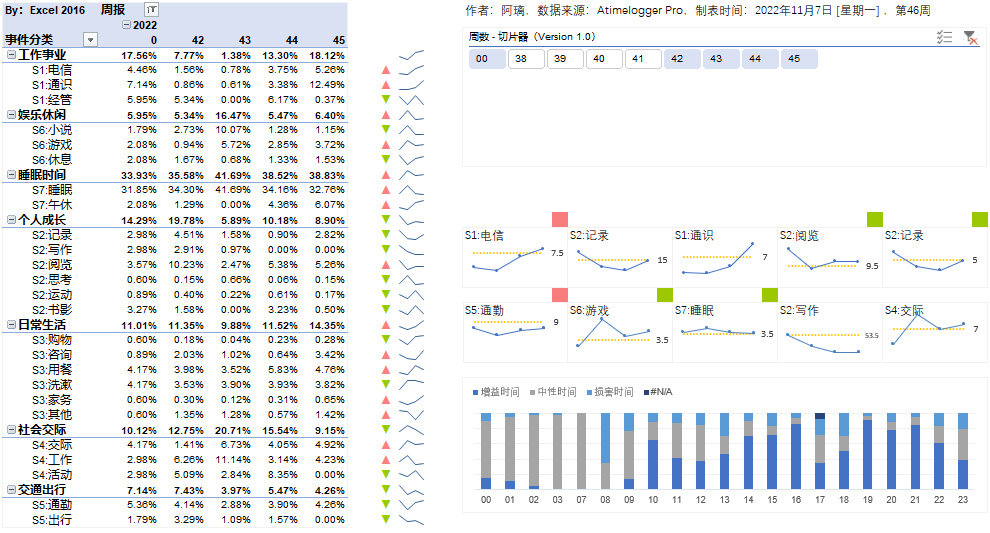 By：Excel 2016 周报
2022
事件分类 0 42 43 44 45
工作事业 17.56% 7.77% 1.38% 13.30% 18.12%
S1:电信 4.46% 1.56% 0.78% 3.75% 5.26%
S1:通识 7.14% 0.86% 0.61% 3.38% 12.49%
S1:经管 5.95% 5.34% 0.00% 6.17% 0.37%
娱乐休闲 5.95% 5.34% 16.47% 5.47% 6.40%
S6:小说 1.79% 2.73% 10.07% 1.28% 1.15%
S6:游戏 2.08% 0.94% 5.72% 2.85% 3.72%
S6:休息 2.08% 1.67% 0.68% 1.33% 1.53%
睡眠时间 33.93% 35.58% 41.69% 38.52% 38.83%
S7:睡眠 31.85% 34.30% 41.69% 34.16% 32.76%
S7:午休 2.08% 1.29% 0.00% 4.36% 6.07%
个人成长 14.29% 19.78% 5.89% 10.18% 8.90%
S2:记录 2.98% 4.51% 1.58% 0.90% 2.82%
S2:写作 2.98% 2.91% 0.97% 0.00% 0.00%
S2:阅览 3.57% 10.23% 2.47% 5.38% 5.26%
S2:思考 0.60% 0.15% 0.66% 0.06% 0.15%
S2:运动 0.89% 0.40% 0.22% 0.61% 0.17%
S2:书影 3.27% 1.58% 0.00% 3.23% 0.50%
日常生活 11.01% 11.35% 9.88% 11.52% 14.35%
S3:购物 0.60% 0.18% 0.04% 0.23% 0.28%
S3:咨询 0.89% 2.03% 1.02% 0.64% 3.42%
S3:用餐 4.17% 3.98% 3.52% 5.83% 4.76%
S3:洗漱 4.17% 3.53% 3.90% 3.93% 3.82%
S3:家务 0.60% 0.30% 0.12% 0.31% 0.65%
S3:其他 0.60% 1.35% 1.28% 0.57% 1.42%
社会交际 10.12% 12.75% 20.71% 15.54% 9.15%
S4:交际 4.17% 1.41% 6.73% 4.05% 4.92%
S4:工作 2.98% 6.26% 11.14% 3.14% 4.23%
S4:活动 2.98% 5.09% 2.84% 8.35% 0.00%
交通出行 7.14% 7.43% 3.97% 5.47% 4.26%
S5:通勤 5.36% 4.14% 2.88% 3.90% 4.26%
S5:出行 1.79% 3.29% 1.09% 1.57% 0.00%
作者：阿璃，数据来源：Atimelogger Pro、制表时间：2022年11月7日 [星期一] ，第46周
周数 - 切片器（Version 1.0）
00 38 39 40 41 42 43 44 45
S1:电信 S2:记录 S1:通识 S2:阅览 S2:记录
7.5 15 7 9.5 5
S5:通勤 S6:游戏 S7:睡眠 S2:写作 S4:交际
9 3.5 3.5 53.5 7
增益时间 中性时间 损害时间 #N/A
00 01 02 03 07 08 09 10 11 12 13 14 15 16 17 18 19 20 21 22 23